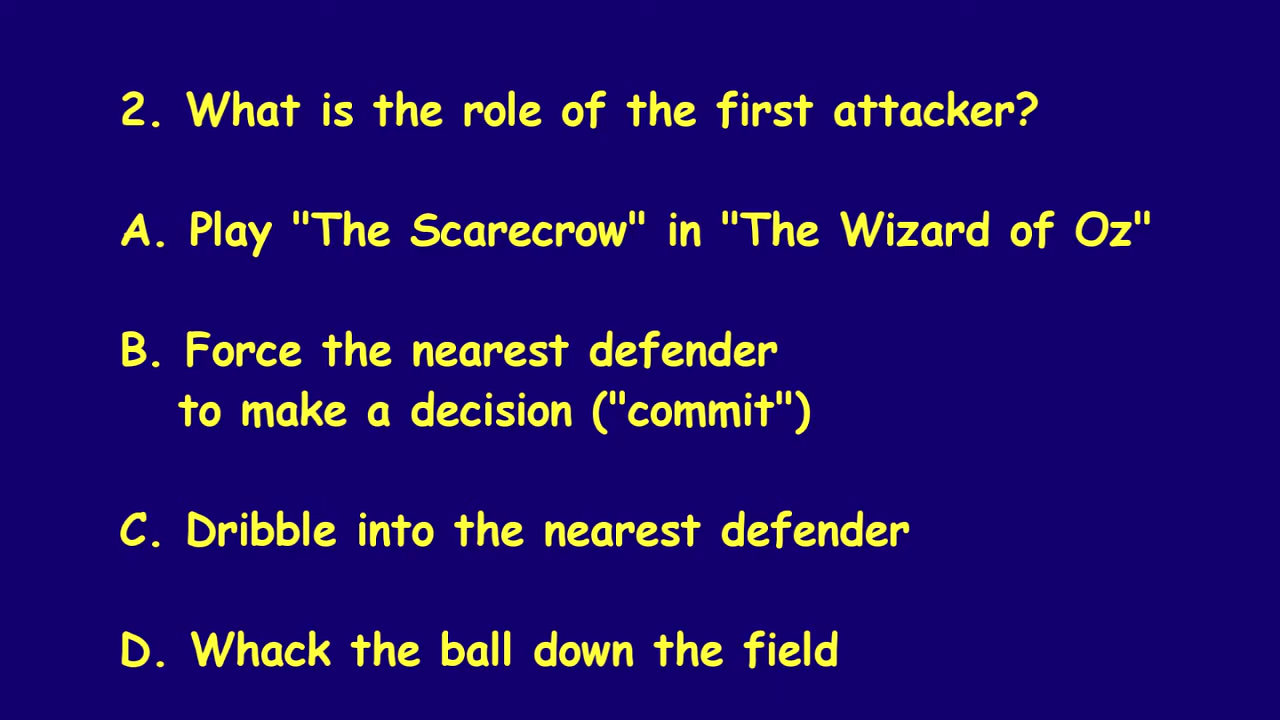 2. What is the role of the first attacker?
A. Play "The Scarecrow" in "The Wizard of Oz"
B. Force the nearest defender
to make a decision ("commit")
C. Dribble into the nearest defender
D. Whack the ball down the field